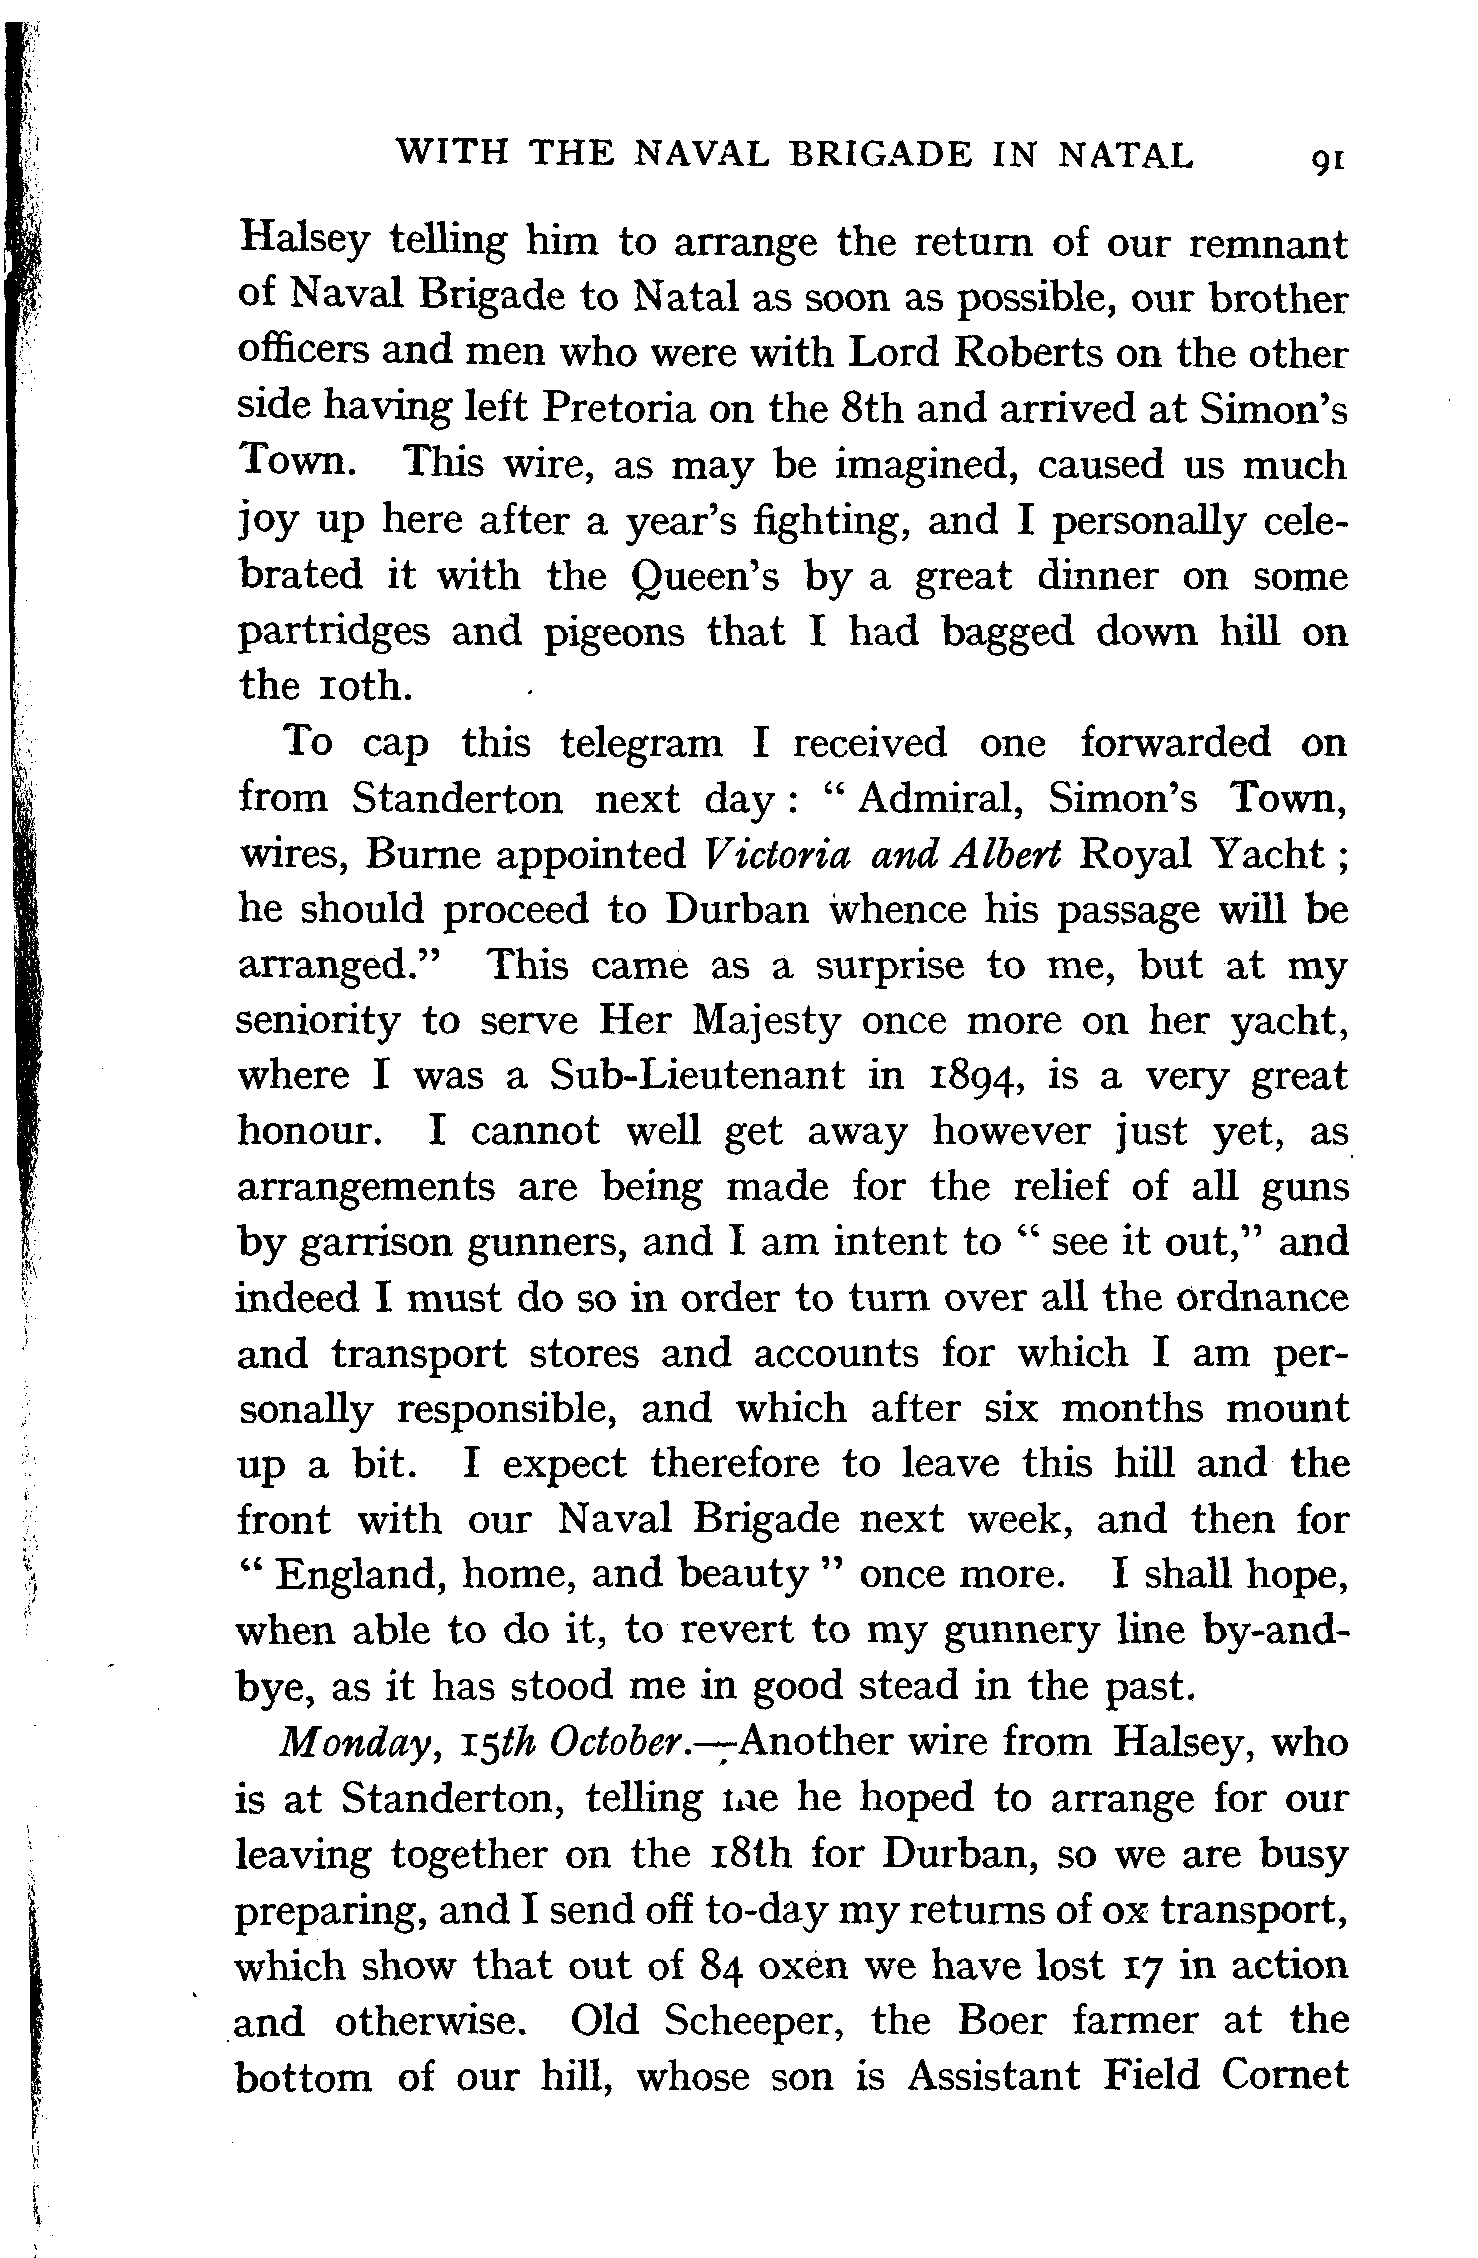 WITH THE NAVAL BRIGADE IN NATAL 91
Halsey telling him to arrange the return of our remnant
of Naval Brigade to Natal as soon as possible, our brother
officers and men who were with Lord Roberts on the other
side having left Pretoria on the 8th and arrived at Simon's
Town. This wire, as may be imagined, caused us much
joy up here after a year's fighting, and I personally cele-
brated it with the Queen's by a great dinner on some
partridges and pigeons that I had bagged down hill on
the 10th.
To cap this telegram I received one forwarded on
from Standerton next day : " Admiral, Simon's Town,
wires, Burne appointed Victoria and Albert Royal Yacht ;
he should proceed to Durban whence his passage will be
arranged." This came as a surprise to me, but at my
seniority to serve Her Majesty once more on her yacht,
where I was a Sub-Lieutenant in 1894, is a very great
honour. I cannot well get away however just yet, as
arrangements are being made for the relief of all guns
by garrison gunners, and I am intent to " see it out," and
indeed I must do so in order to turn over all the ordnance
and transport stores and accounts for which I am per-
sonally responsible, and which after six months mount
up a bit. I expect therefore to leave this hill and the
front with our Naval Brigade next week, and then for
" England, home, and beauty " once more. I shall hope,
when able to do it, to revert to my gunnery line by-and-
bye, as it has stood me in good stead in the past.
Monday, 15th October.—Another wire from Halsey, who
is at Standerton, telling me he hoped to arrange for our
leaving together on the 18th for Durban, so we are busy
preparing, and I send off to-day my returns of ox transport,
which show that out of 84 oxen we have lost 17 in action
and otherwise. Old Scheeper, the Boer farmer at the
bottom of our hill, whose son is Assistant Field Cornet